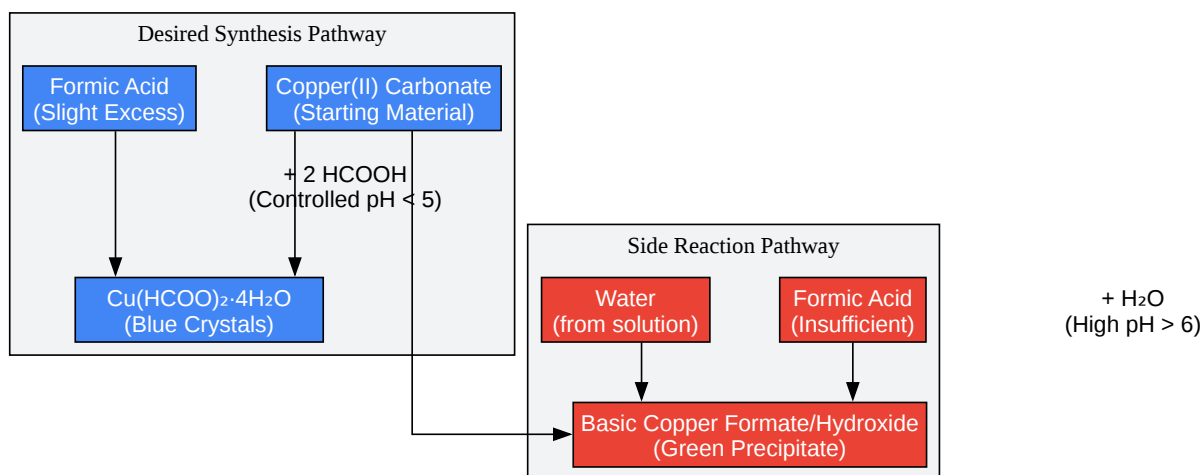 Desired Synthesis Pathway
Formic Acid
(Slight Excess)
Copper(II) Carbonate
(Starting Material)
+ 2 HCOOH
(Controlled pH < 5)
Cu(HCOO)₂·4H₂O
(Blue Crystals)
Side Reaction Pathway
Water
(from solution)
Formic Acid
(Insufficient)
+ H₂O
(High pH > 6)
Basic Copper Formate/Hydroxide
(Green Precipitate)